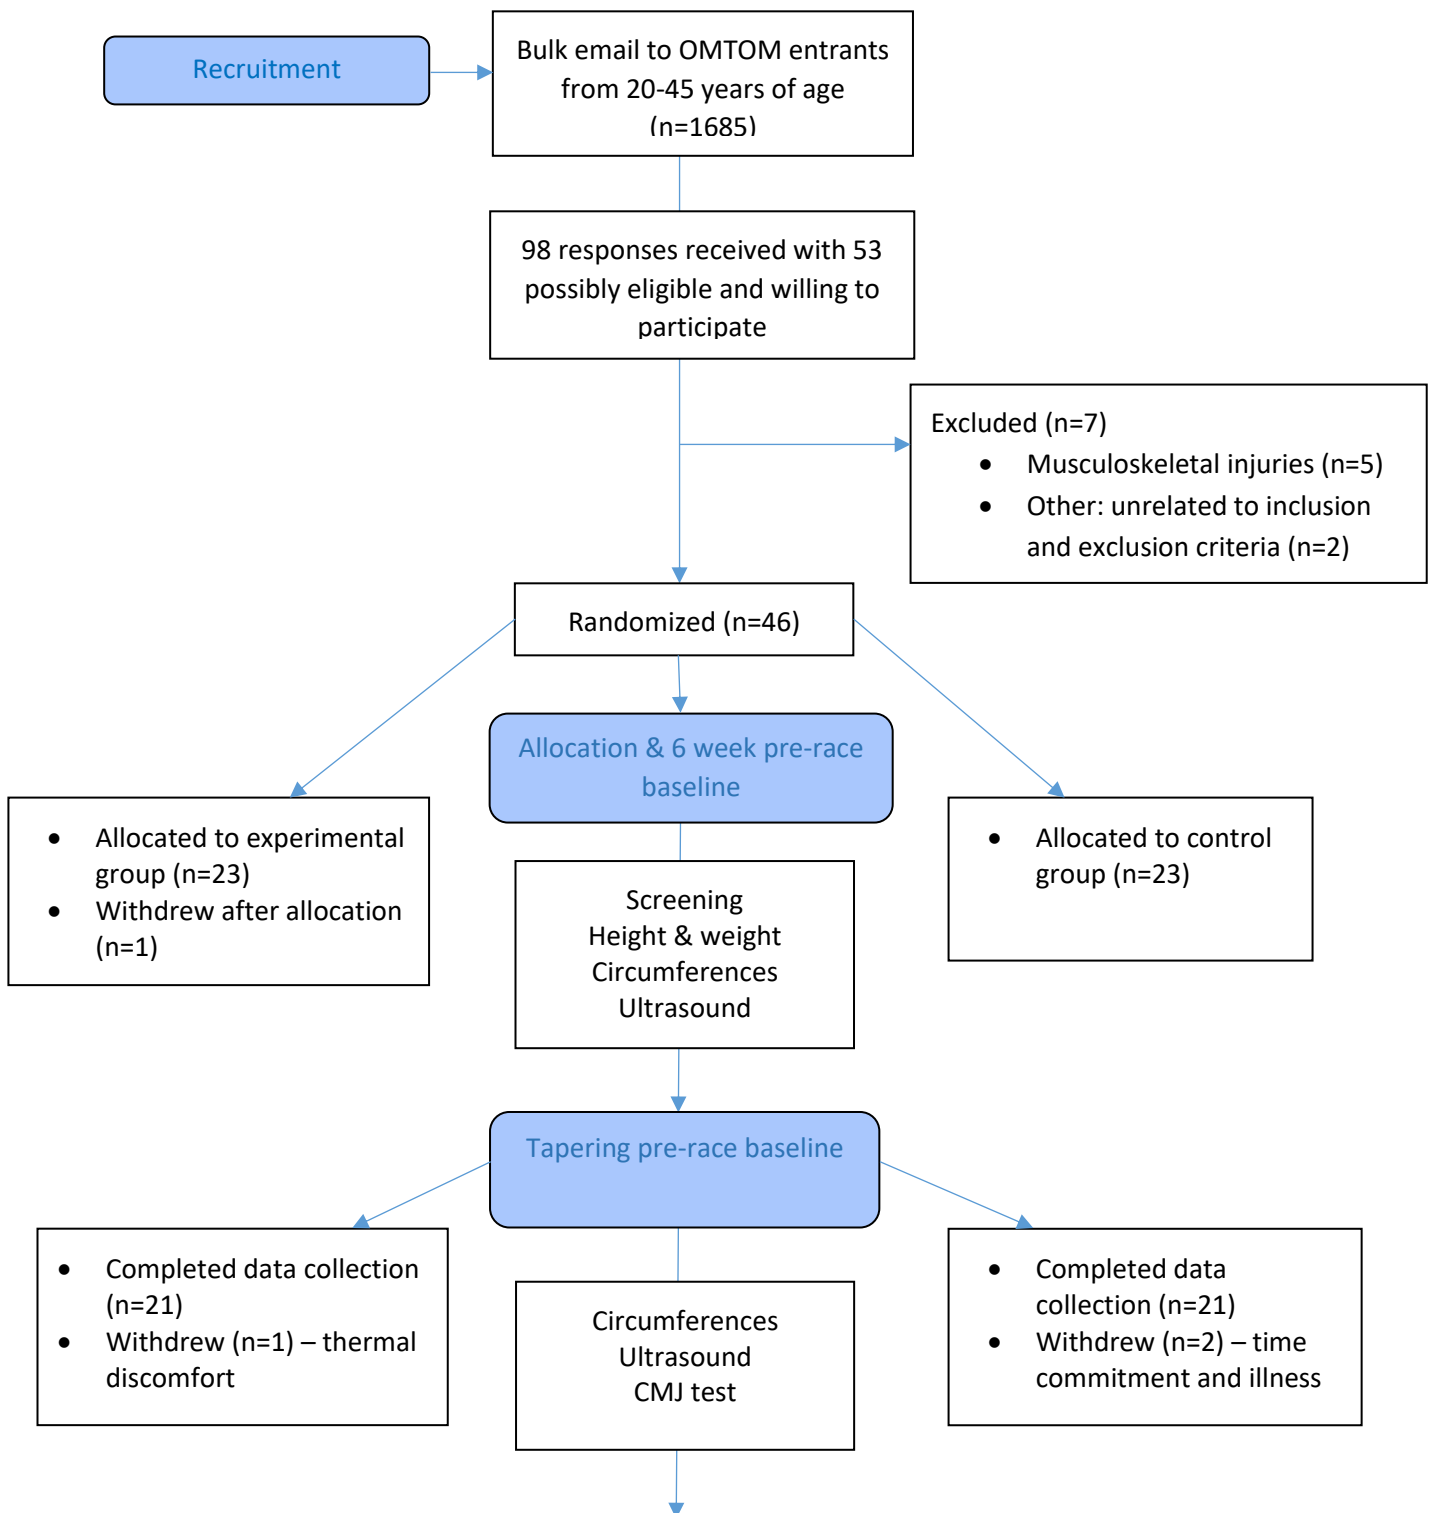 Recruitment
Bulk email to OMTOM entrants
from 20-45 years of age
(n=1685)
98 responses received with 53
possibly eligible and willing to
participate
Excluded (n=7)
• Musculoskeletal injuries (n=5)
• Other: unrelated to inclusion
and exclusion criteria (n=2)
Randomized (n=46)
Allocation & 6 week pre-race
baseline
• Allocated to experimental
group (n=23)
• Withdrew after allocation
(n=1)
Screening
Height & weight
Circumferences
Ultrasound
• Allocated to control
group (n=23)
Tapering pre-race baseline
• Completed data collection
(n=21)
• Withdrew (n=1) – thermal
discomfort
Circumferences
Ultrasound
CMJ test
• Completed data
collection (n=21)
• Withdrew (n=2) – time
commitment and illness